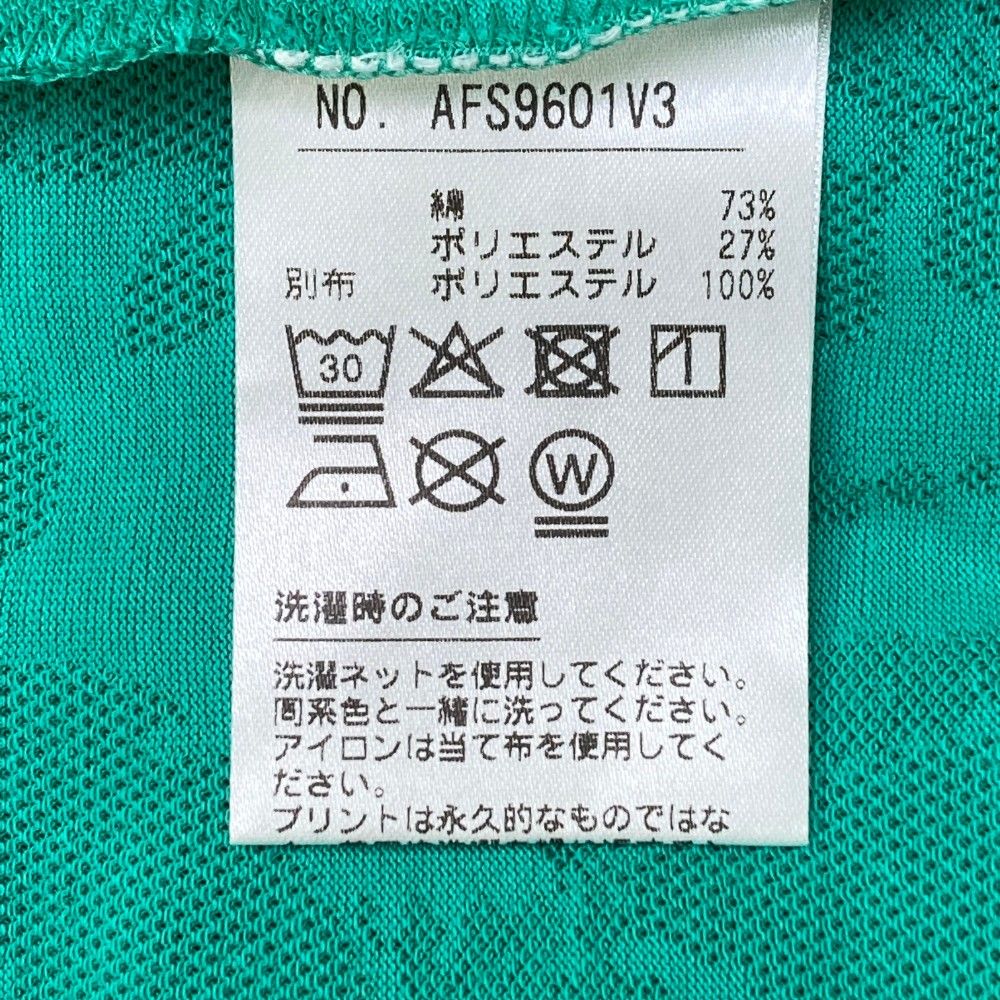 NO. AFS9601V3
綿 73%
ポリエステル 27%
別布 ポリエステル 100%
30
W
洗濯時のご注意
洗濯ネットを使用してください。
同系色と一緒に洗ってください。
アイロンは当て布を使用してく
ださい。
プリントは永久的なものではな